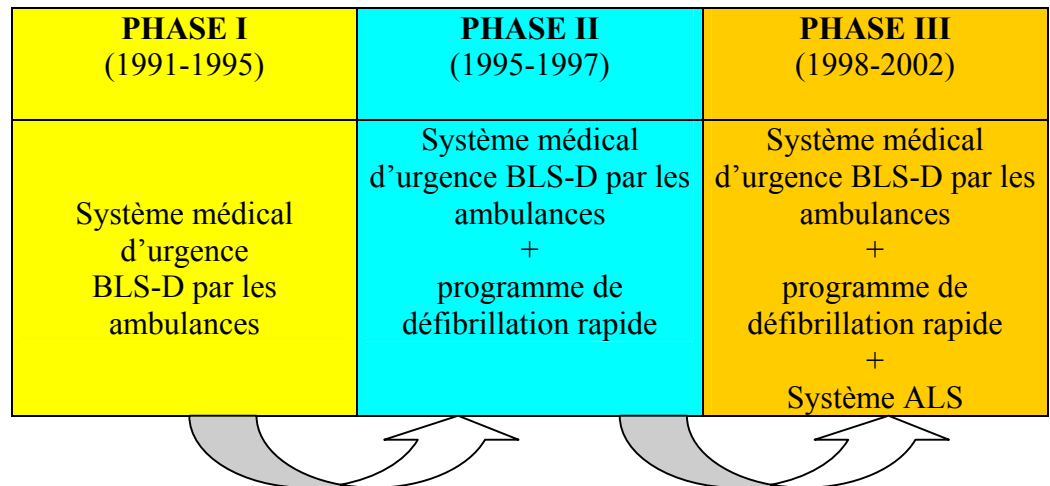 PHASE I
(1991-1995)
PHASE II
(1995-1997)
PHASE III
(1998-2002)
Système médical
d’urgence
BLS-D par les
ambulances
Système médical
d’urgence BLS-D par les
ambulances
+
programme de
défibrillation rapide
Système médical
d’urgence BLS-D par les
ambulances
+
programme de
défibrillation rapide
+
Système ALS